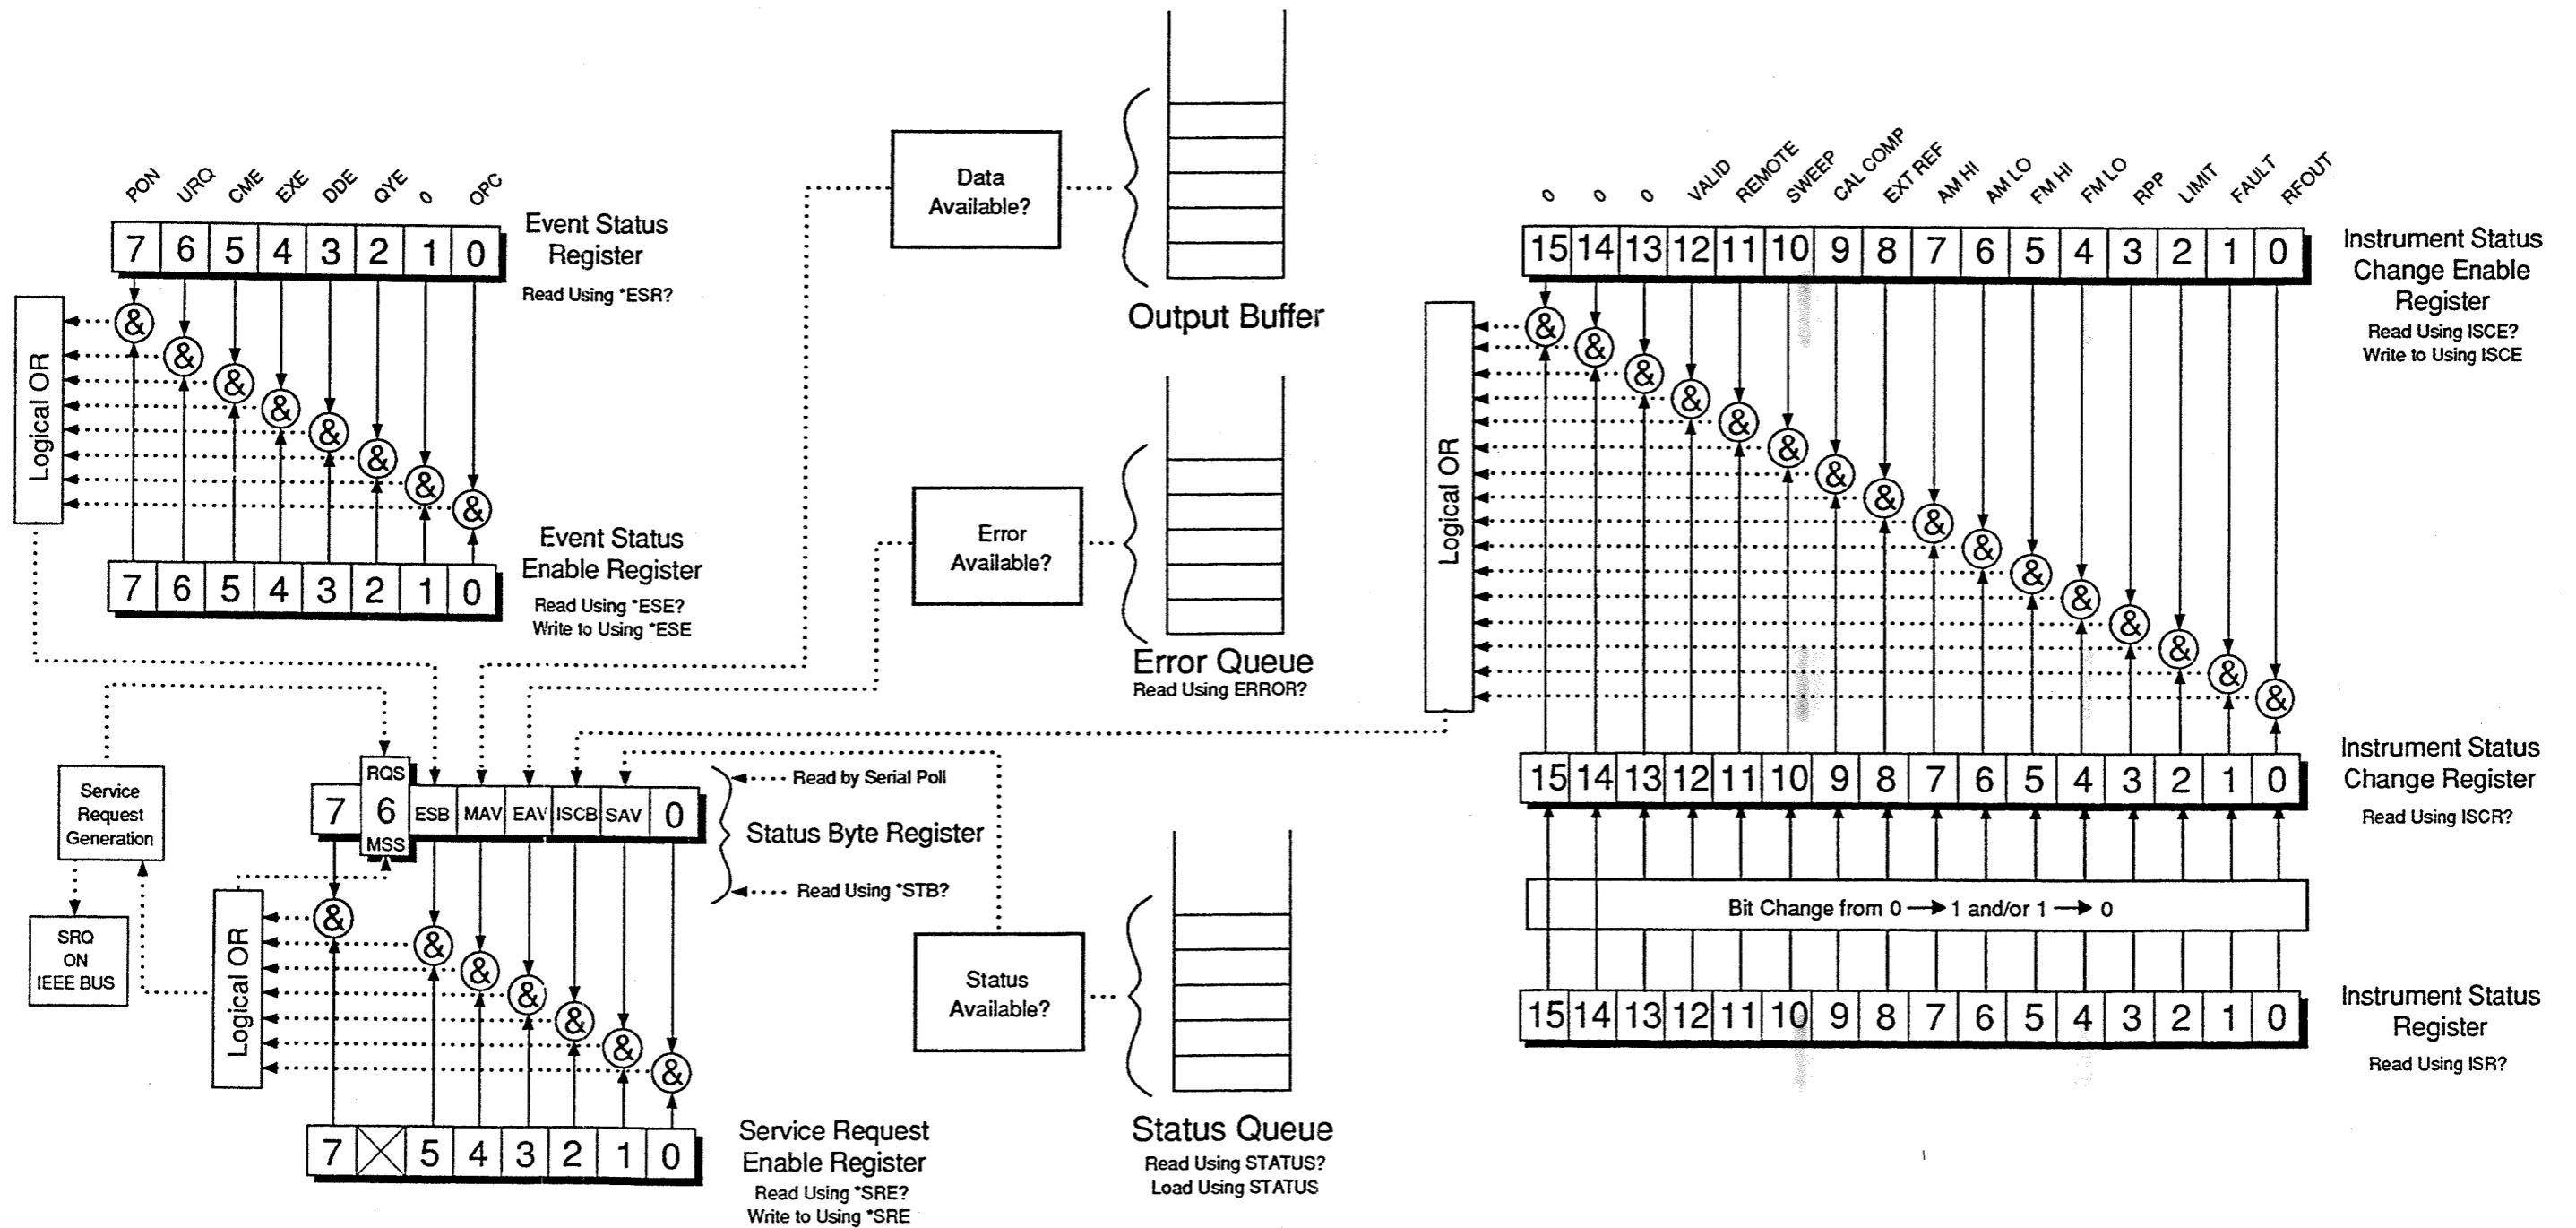 PON URQ CME EXE DDE QYE 0 OPC
7 6 5 4 3 2 1 0
Event Status
Register
Read Using *ESR?
& & & & & & & &
Logical OR
Event Status
Enable Register
Read Using *ESE?
Write to Using *ESE
7 6 5 4 3 2 1 0
Data
Available?
Output Buffer
Error
Available?
Error Queue
Read Using ERROR?
Service
Request
Generation
SRQ
ON
IEEE BUS
RQS
7 6 ESB MAV EAV ISCB SAV 0
MSS
Read by Serial Poll
Status Byte Register
Read Using *STB?
& & & & & & &
Logical OR
7 5 4 3 2 1 0
Service Request
Enable Register
Read Using *SRE?
Write to Using *SRE
Status
Available?
Status Queue
Read Using STATUS?
Load Using STATUS
0 0 0 VALID REMOTE SWEEP CAL COMP EXT REF AM HI AM LO FM HI FM LO RPP LIMIT FAULT RFOUT
15 14 13 12 11 10 9 8 7 6 5 4 3 2 1 0
Instrument Status
Change Enable
Register
Read Using ISCE?
Write to Using ISCE
& & & & & & & & & & & & & & & &
Logical OR
15 14 13 12 11 10 9 8 7 6 5 4 3 2 1 0
Instrument Status
Change Register
Read Using ISCR?
Bit Change from 0 → 1 and/or 1 → 0
15 14 13 12 11 10 9 8 7 6 5 4 3 2 1 0
Instrument Status
Register
Read Using ISR?